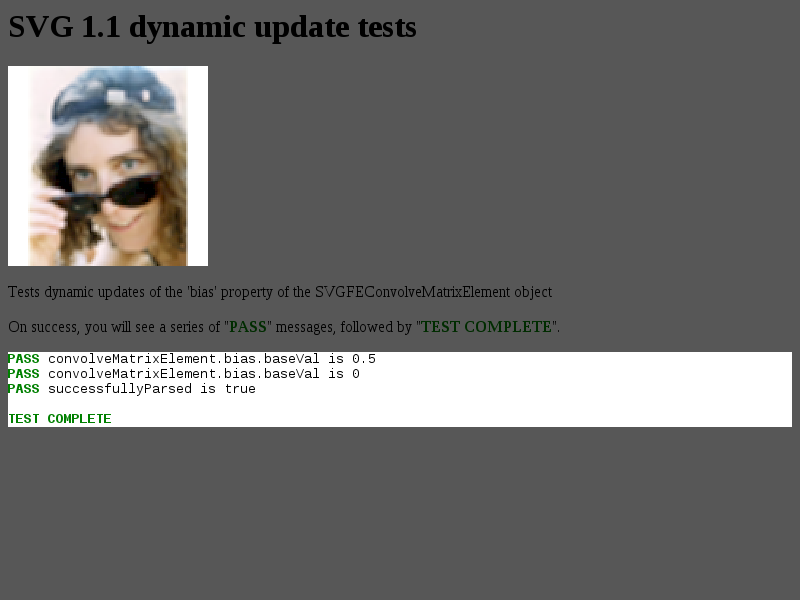 SVG 1.1 dynamic update tests
Tests dynamic updates of the 'bias' property of the SVGFEConvolveMatrixElement object
On success, you will see a series of "PASS" messages, followed by "TEST COMPLETE".
PASS convolveMatrixElement.bias.baseVal is 0.5
PASS convolveMatrixElement.bias.baseVal is 0
PASS successfullyParsed is true
TEST COMPLETE